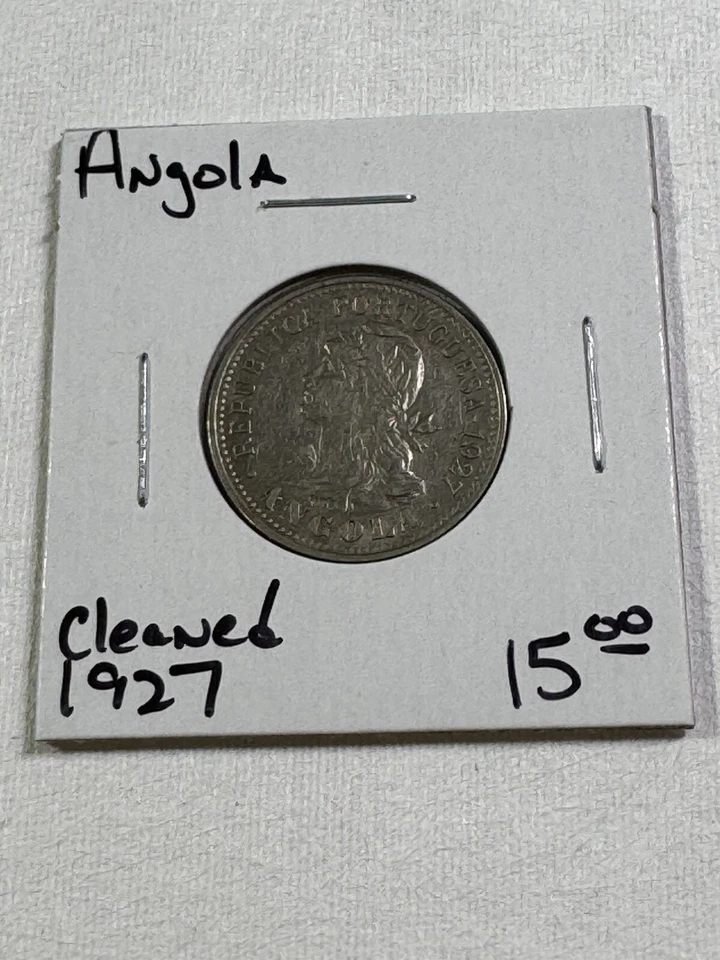 Angola
REPUBLICA PORTUGUESA · 1927 ·
ANGOLA
Cleaned
1927
15.00